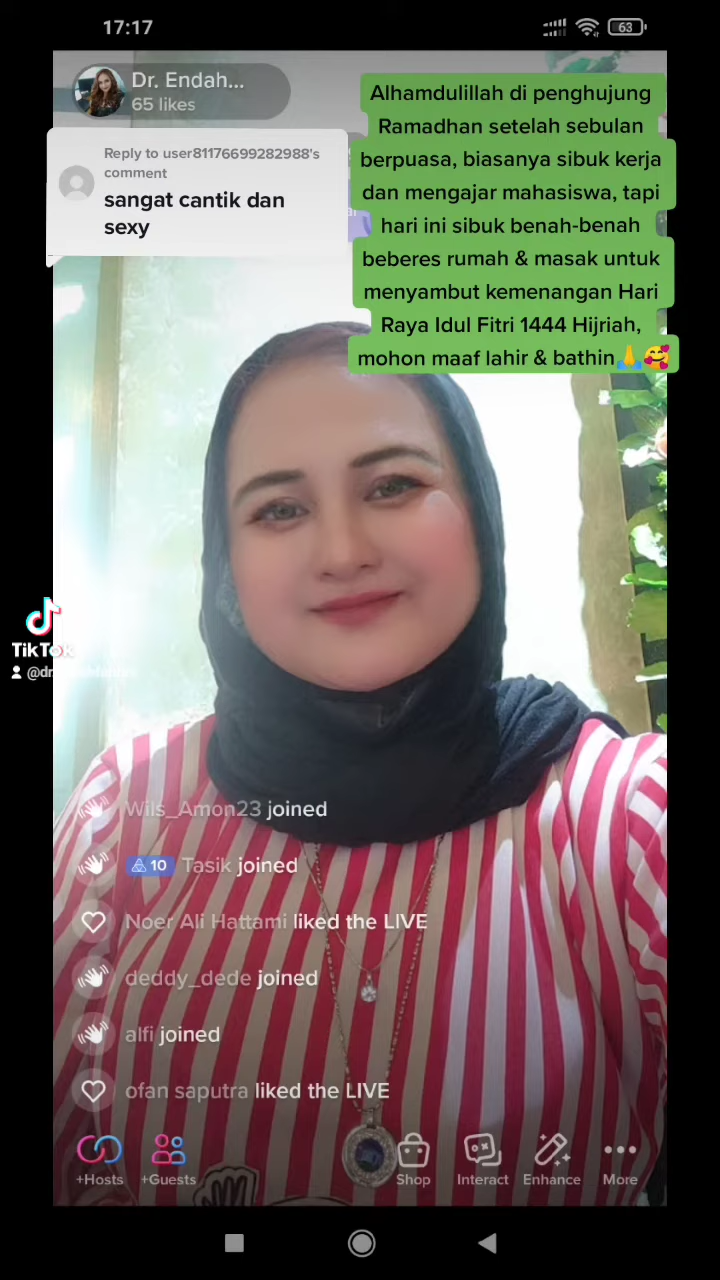 17:17
63
Dr. Endah...
65 likes
Alhamdulillah di penghujung
Ramadhan setelah sebulan
berpuasa, biasanya sibuk kerja
dan mengajar mahasiswa, tapi
hari ini sibuk benah-benah
beberes rumah & masak untuk
menyambut kemenangan Hari
Raya Idul Fitri 1444 Hijriah,
mohon maaf lahir & bathin🙏🥰
Reply to user81176699282988's
comment
sangat cantik dan
sexy
TikTok
Wils_Amon23 joined
10 Tasik joined
Noer Ali Hattami liked the LIVE
deddy_dede joined
alfi joined
ofan saputra liked the LIVE
+Hosts
+Guests
Shop
Interact
Enhance
More